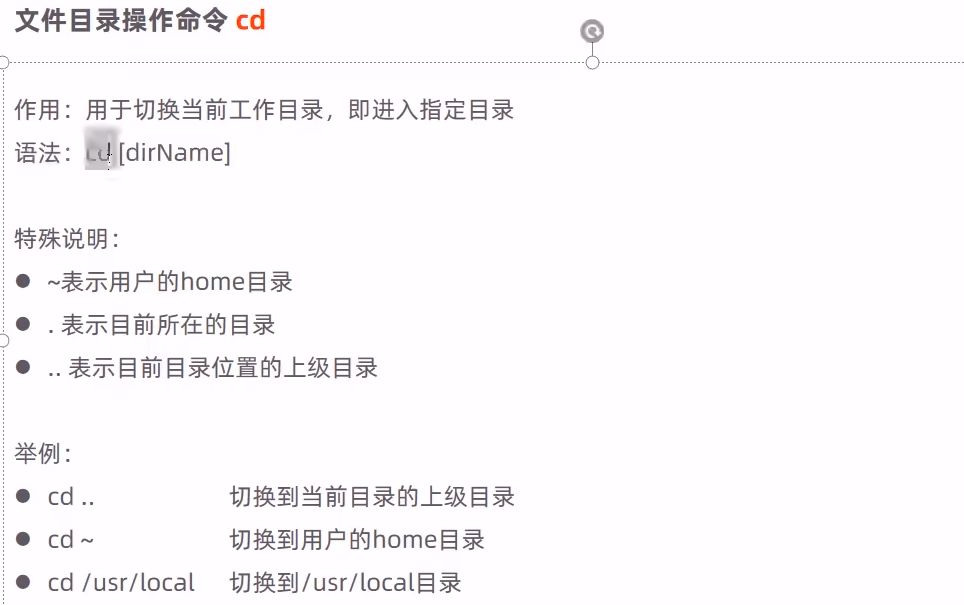 文件目录操作命令 cd
作用：用于切换当前工作目录，即进入指定目录
语法：cd [dirName]
特殊说明：
● ~表示用户的home目录
● . 表示目前所在的目录
● .. 表示目前目录位置的上级目录
举例：
● cd .. 切换到当前目录的上级目录
● cd ~ 切换到用户的home目录
● cd /usr/local 切换到/usr/local目录